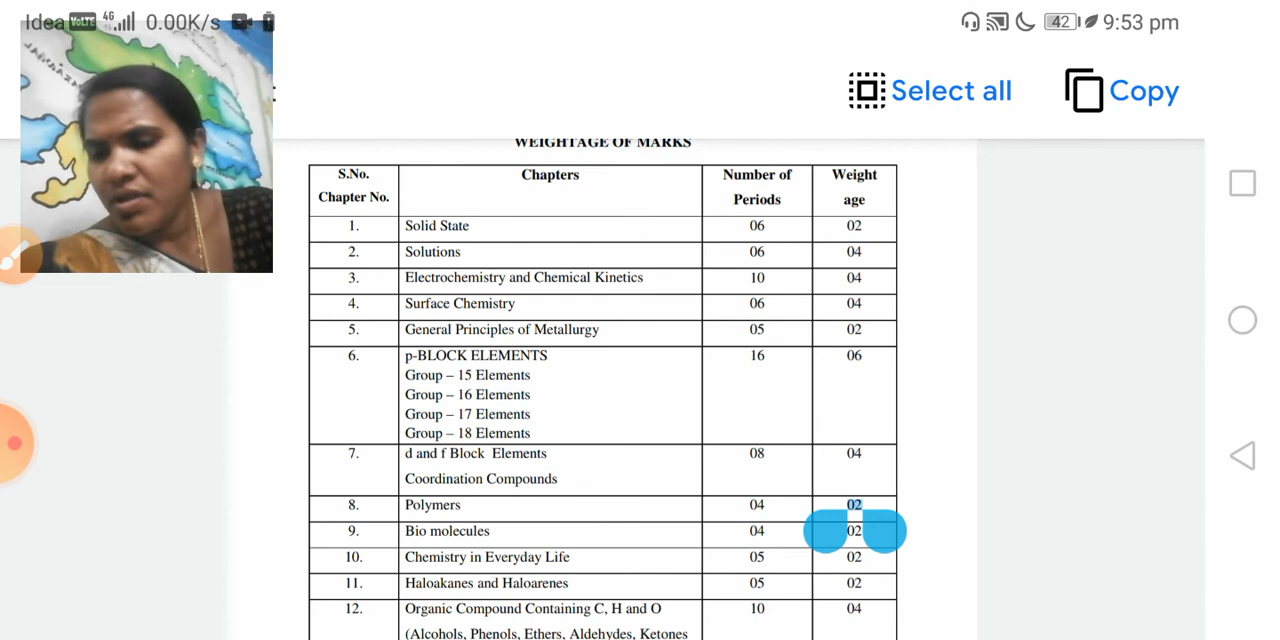 Idea VoLTE 4G 0.00K/s 42 9:53 pm
Select all Copy
WEIGHTAGE OF MARKS
S.No. Chapter No. Chapters Number of Periods Weight age
1. Solid State 06 02
2. Solutions 06 04
3. Electrochemistry and Chemical Kinetics 10 04
4. Surface Chemistry 06 04
5. General Principles of Metallurgy 05 02
6. p-BLOCK ELEMENTS 16 06
Group – 15 Elements
Group – 16 Elements
Group – 17 Elements
Group – 18 Elements
7. d and f Block Elements 08 04
Coordination Compounds
8. Polymers 04 02
9. Bio molecules 04 02
10. Chemistry in Everyday Life 05 02
11. Haloakanes and Haloarenes 05 02
12. Organic Compound Containing C, H and O 10 04
(Alcohols, Phenols, Ethers, Aldehydes, Ketones